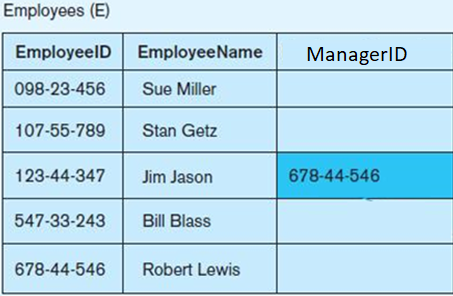 Employees (E)
EmployeeID EmployeeName ManagerID
098-23-456 Sue Miller
107-55-789 Stan Getz
123-44-347 Jim Jason 678-44-546
547-33-243 Bill Blass
678-44-546 Robert Lewis